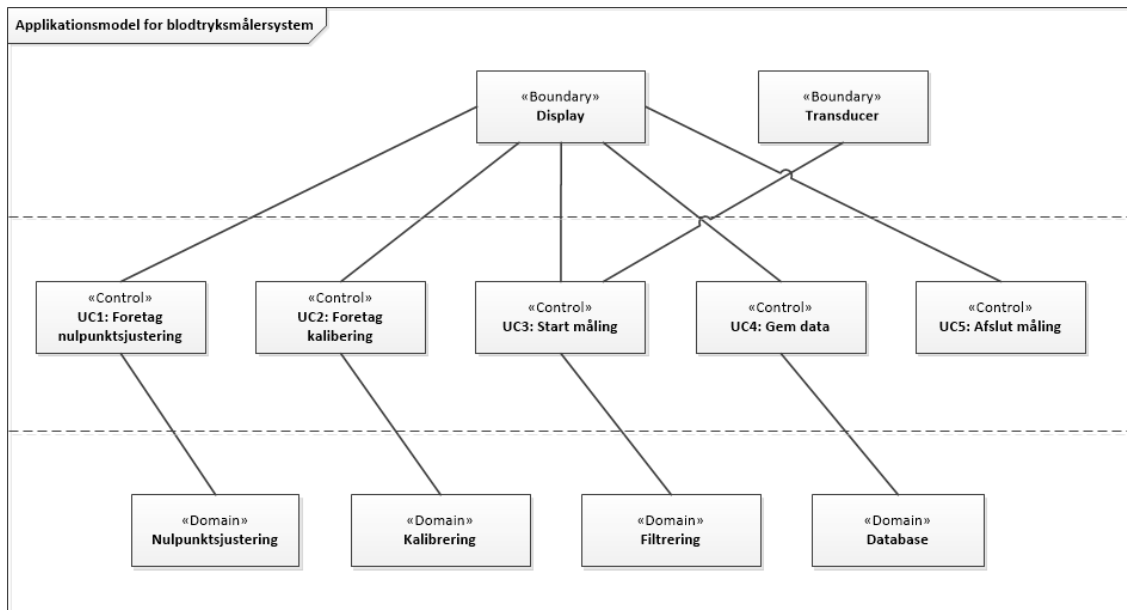 Applikationsmodel for blodtryksmålersystem
«Boundary»
Display
«Boundary»
Transducer
«Control»
UC1: Foretag
nulpunktsjustering
«Control»
UC2: Foretag
kalibering
«Control»
UC3: Start måling
«Control»
UC4: Gem data
«Control»
UC5: Afslut måling
«Domain»
Nulpunktsjustering
«Domain»
Kalibrering
«Domain»
Filtrering
«Domain»
Database